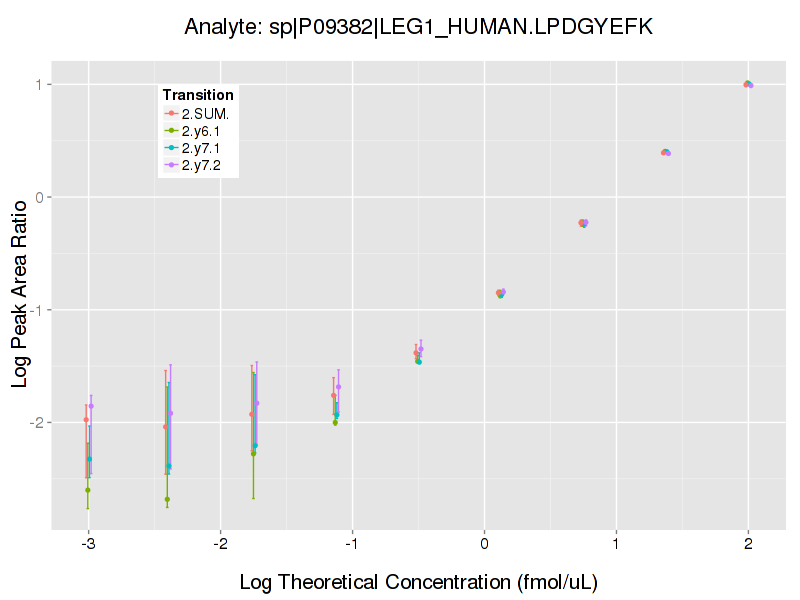 Analyte: sp|P09382|LEG1_HUMAN.LPDGYEFK
Log Peak Area Ratio
1
0
-1
-2
Transition
2.SUM.
2.y6.1
2.y7.1
2.y7.2
-3 -2 -1 0 1 2
Log Theoretical Concentration (fmol/uL)